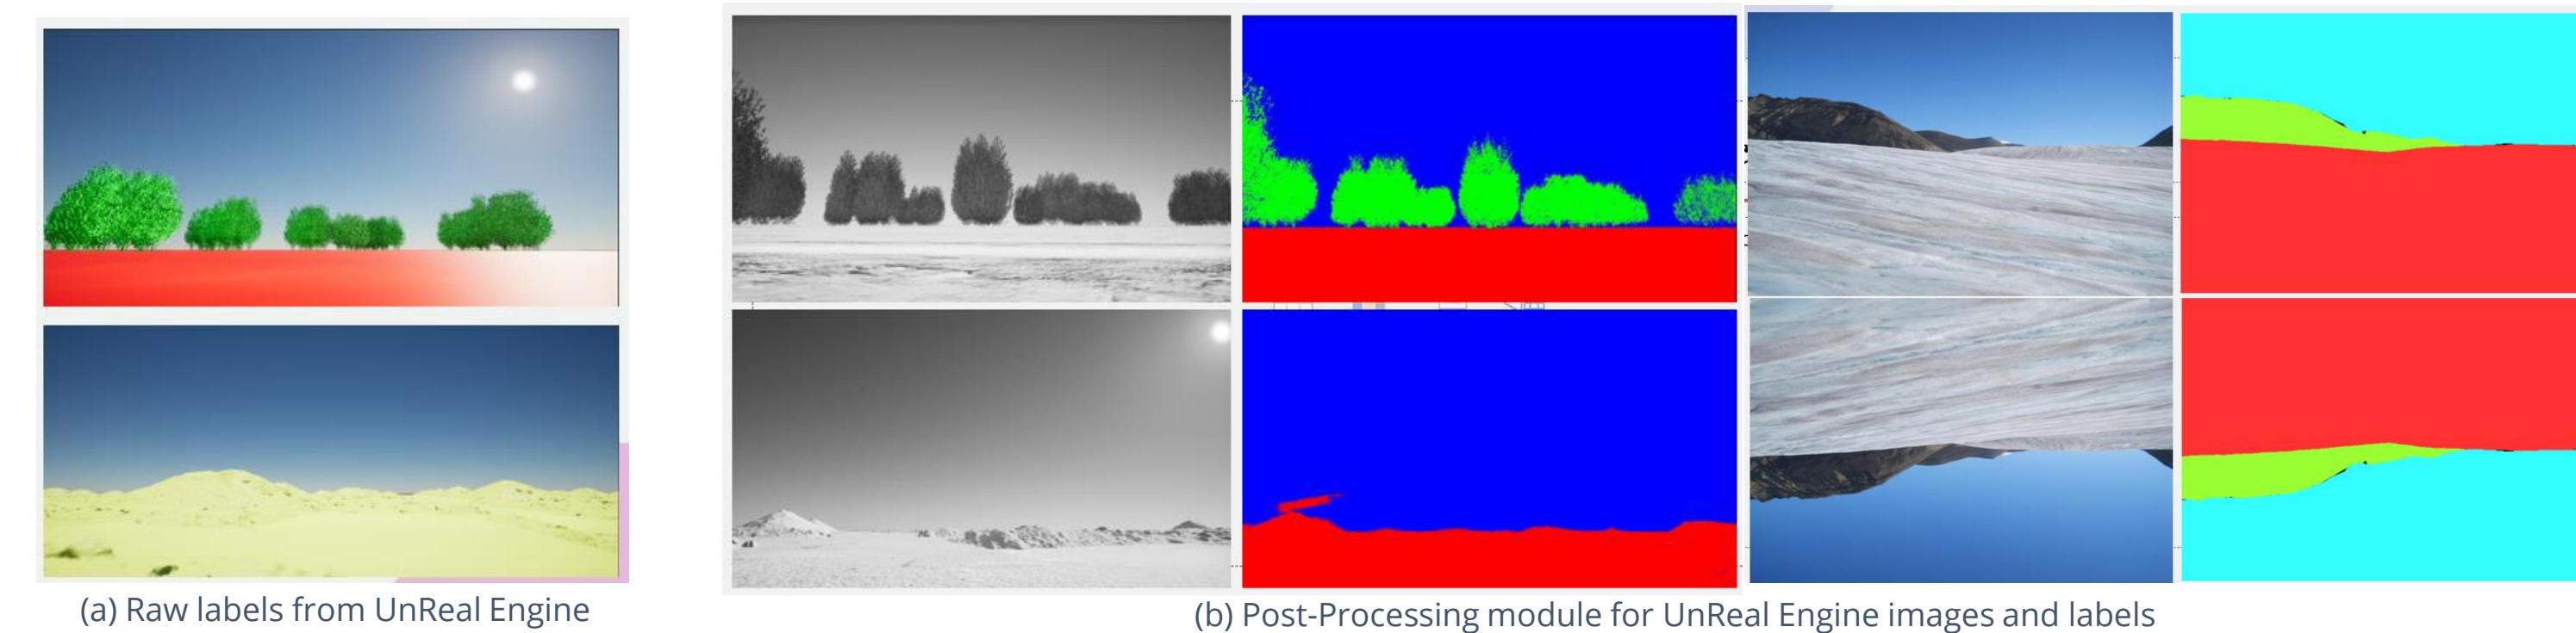 (a) Raw labels from UnReal Engine
(b) Post-Processing module for UnReal Engine images and labels